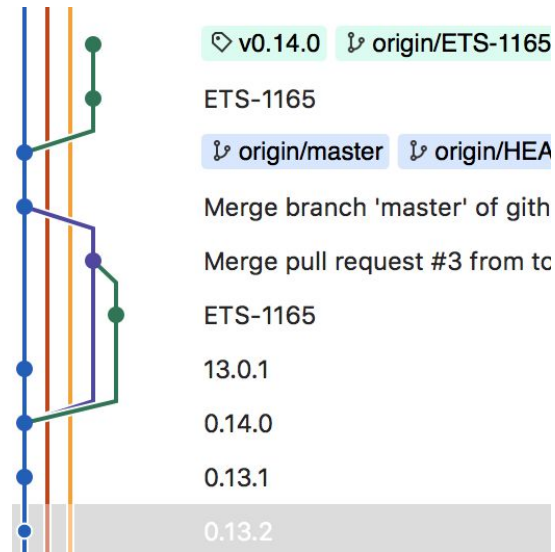 v0.14.0 origin/ETS-1165
ETS-1165
origin/master origin/HEA
Merge branch 'master' of gith
Merge pull request #3 from to
ETS-1165
13.0.1
0.14.0
0.13.1
0.13.2